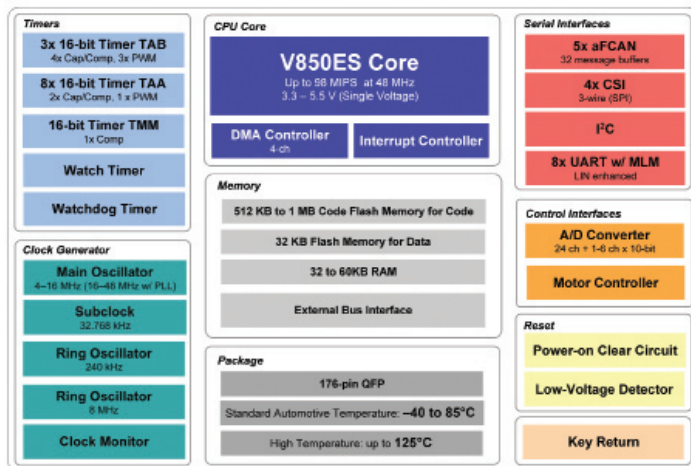 Timers
3x 16-bit Timer TAB
4x Cap/Comp, 3x PWM
8x 16-bit Timer TAA
2x Cap/Comp, 1 x PWM
16-bit Timer TMM
1x Comp
Watch Timer
Watchdog Timer
Clock Generator
Main Oscillator
4–16 MHz (16–48 MHz w/ PLL)
Subclock
32.768 kHz
Ring Oscillator
240 kHz
Ring Oscillator
8 MHz
Clock Monitor
CPU Core
V850ES Core
Up to 98 MIPS at 48 MHz
3.3 – 5.5 V (Single Voltage)
DMA Controller
4-ch
Interrupt Controller
Memory
512 KB to 1 MB Code Flash Memory for Code
32 KB Flash Memory for Data
32 to 60KB RAM
External Bus Interface
Package
176-pin QFP
Standard Automotive Temperature: –40 to 85°C
High Temperature: up to 125°C
Serial Interfaces
5x aFCAN
32 message buffers
4x CSI
3-wire (SPI)
I²C
8x UART w/ MLM
LIN enhanced
Control Interfaces
A/D Converter
24 ch + 1-6 ch x 10-bit
Motor Controller
Reset
Power-on Clear Circuit
Low-Voltage Detector
Key Return